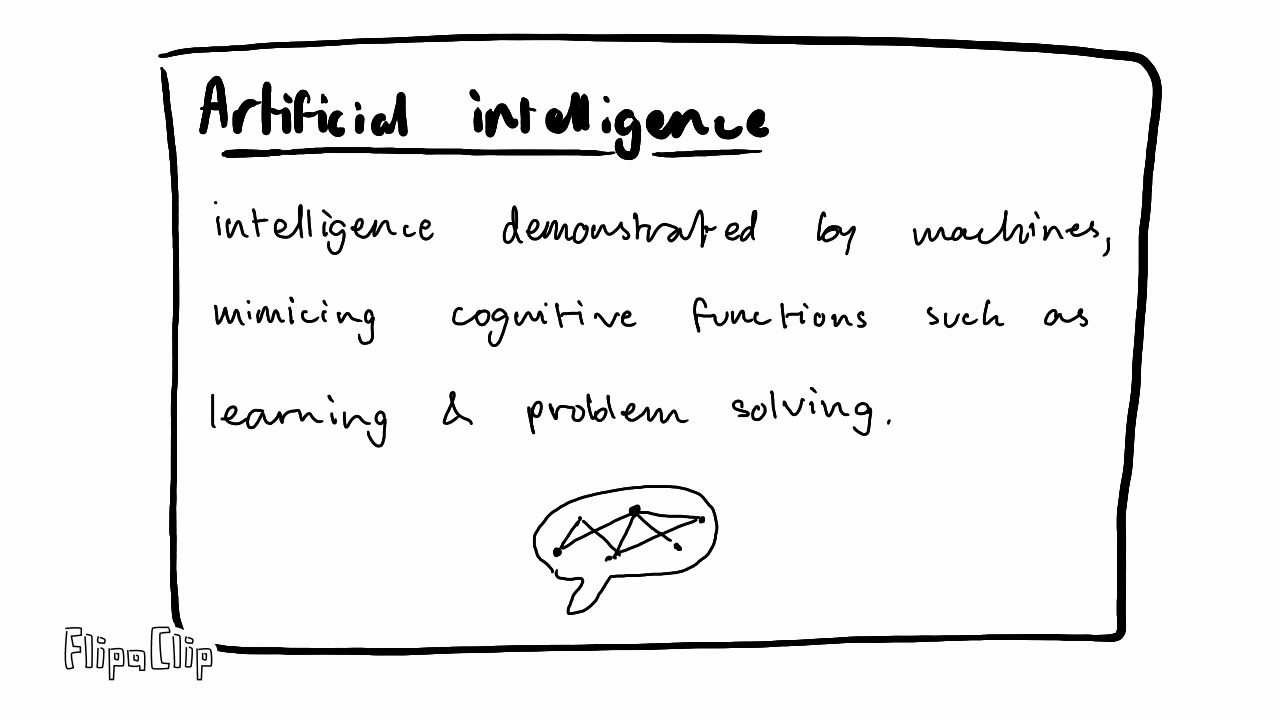 Artificial intelligence
intelligence demonstrated by machines,
mimicing cognitive functions such as
learning & problem solving.
FlipaClip